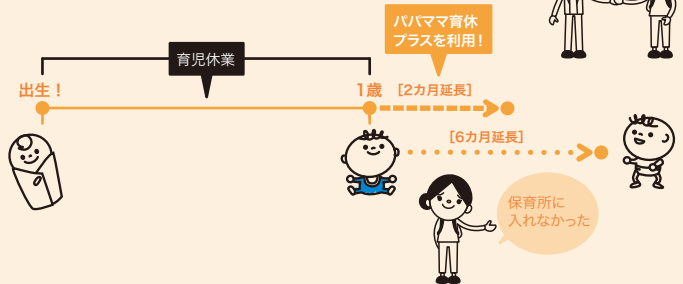 パパママ育休
プラスを利用！
育児休業
出生！
1歳
[2カ月延長]
[6カ月延長]
保育所に
入れなかった